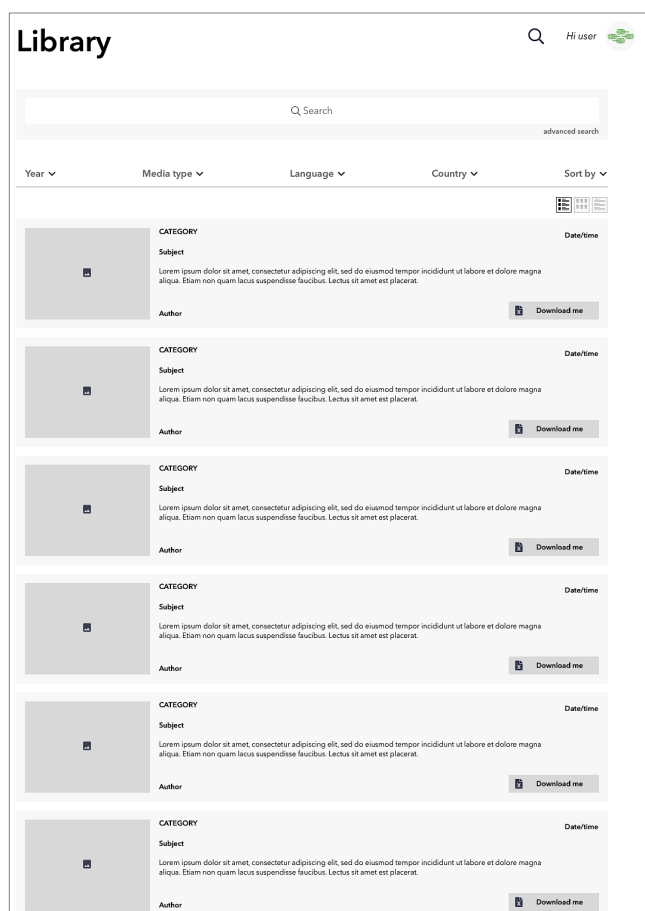 Library
Hi user
Search
advanced search
Year
Media type
Language
Country
Sort by
CATEGORY
Date/time
Subject
Lorem ipsum dolor sit amet, consectetur adipiscing elit, sed do eiusmod tempor incididunt ut labore et dolore magna
aliqua. Etiam non quam lacus suspendisse faucibus. Lectus sit amet est placerat.
Author
Download me
CATEGORY
Date/time
Subject
Lorem ipsum dolor sit amet, consectetur adipiscing elit, sed do eiusmod tempor incididunt ut labore et dolore magna
aliqua. Etiam non quam lacus suspendisse faucibus. Lectus sit amet est placerat.
Author
Download me
CATEGORY
Date/time
Subject
Lorem ipsum dolor sit amet, consectetur adipiscing elit, sed do eiusmod tempor incididunt ut labore et dolore magna
aliqua. Etiam non quam lacus suspendisse faucibus. Lectus sit amet est placerat.
Author
Download me
CATEGORY
Date/time
Subject
Lorem ipsum dolor sit amet, consectetur adipiscing elit, sed do eiusmod tempor incididunt ut labore et dolore magna
aliqua. Etiam non quam lacus suspendisse faucibus. Lectus sit amet est placerat.
Author
Download me
CATEGORY
Date/time
Subject
Lorem ipsum dolor sit amet, consectetur adipiscing elit, sed do eiusmod tempor incididunt ut labore et dolore magna
aliqua. Etiam non quam lacus suspendisse faucibus. Lectus sit amet est placerat.
Author
Download me
CATEGORY
Date/time
Subject
Lorem ipsum dolor sit amet, consectetur adipiscing elit, sed do eiusmod tempor incididunt ut labore et dolore magna
aliqua. Etiam non quam lacus suspendisse faucibus. Lectus sit amet est placerat.
Author
Download me